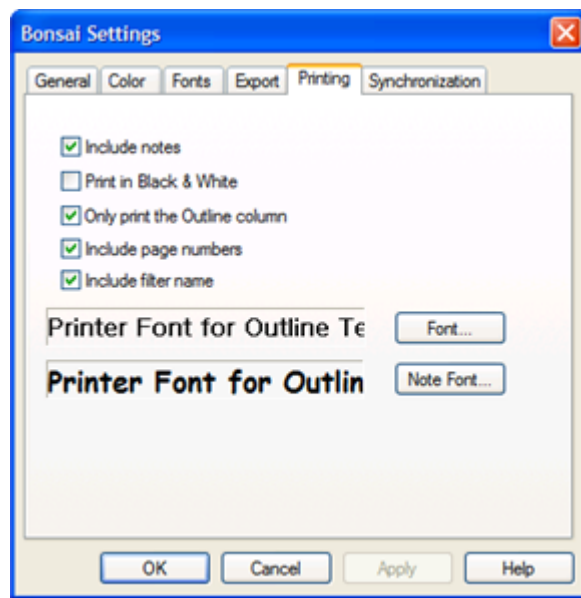 Bonsai Settings
General Color Fonts Export Printing Synchronization
Include notes
Print in Black & White
Only print the Outline column
Include page numbers
Include filter name
Printer Font for Outline Te
Font...
Printer Font for Outlin
Note Font...
OK Cancel Apply Help